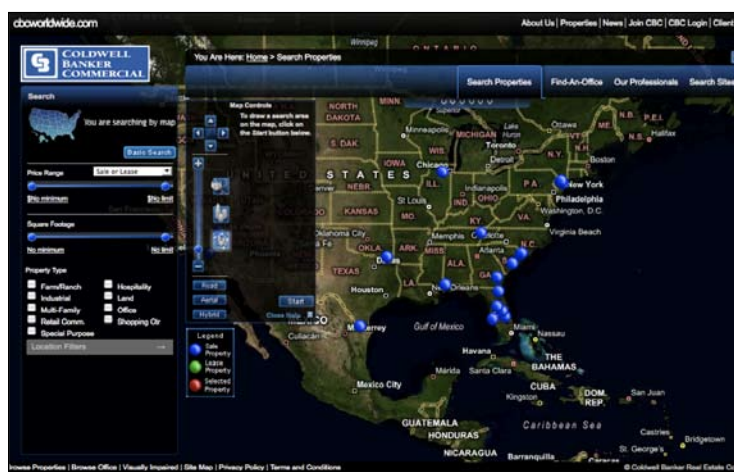 cbcworldwide.com
About Us | Properties | News | Join CBC | CBC Login | Client
COLDWELL
BANKER
COMMERCIAL
You Are Here: Home > Search Properties
Search Properties
Find-An-Office
Our Professionals
Search Sites
Search
You are searching by map
Basic Search
Price Range
Sale or Lease
No minimum
No limit
Square Footage
No minimum
No limit
Property Type
Farm/Ranch
Hospitality
Industrial
Land
Multi-Family
Office
Retail Comm.
Shopping Ctr
Special Purpose
Location Filters
Map Controls
To draw a search area
on the map, click on
the Start button below.
Road
Aerial
Hybrid
Start
Close Help
Legend
Sale
Property
Lease
Property
Selected
Property
Winnipeg
ONTARIO
NORTH
DAKOTA
MINN.
Superior
Minneapolis
MICHIGAN
Lake
Huron
Ottawa
ME.
N.B.
P.E.I.
Halifax
N.S.
Toronto
S. DAK.
WIS.
Detroit
N.Y.
N.H.
Boston
IOWA
Chicago
UNITED STATES
NEBR.
ILL.
Indianapolis
OHIO
PA
New York
Philadelphia
St Louis
IND.
Washington, D.C.
KANSAS
MO.
KY.
VA.
Virginia Beach
Oklahoma City
Memphis
Charlotte
N.C.
OKLA.
ARK.
MISS.
Atlanta
Dallas
ALA.
GA
TEXAS
LA.
Houston
New Orleans
MEXICO
Monterrey
Culiacán
Gulf of Mexico
Miami
Nassau
Havana
THE
BAHAMAS
Mérida
Santa Clara
CUBA
Mexico City
Kingston
DOM.
REP.
San Juan
GUATEMALA
HONDURAS
NICARAGUA
Caribbean Sea
Castries
Bridgetown
St. George's
Barranquilla
Caracas
Browse Properties | Browse Office | Visually Impaired | Site Map | Privacy Policy | Terms and Conditions
Coldwell Banker Real Estate